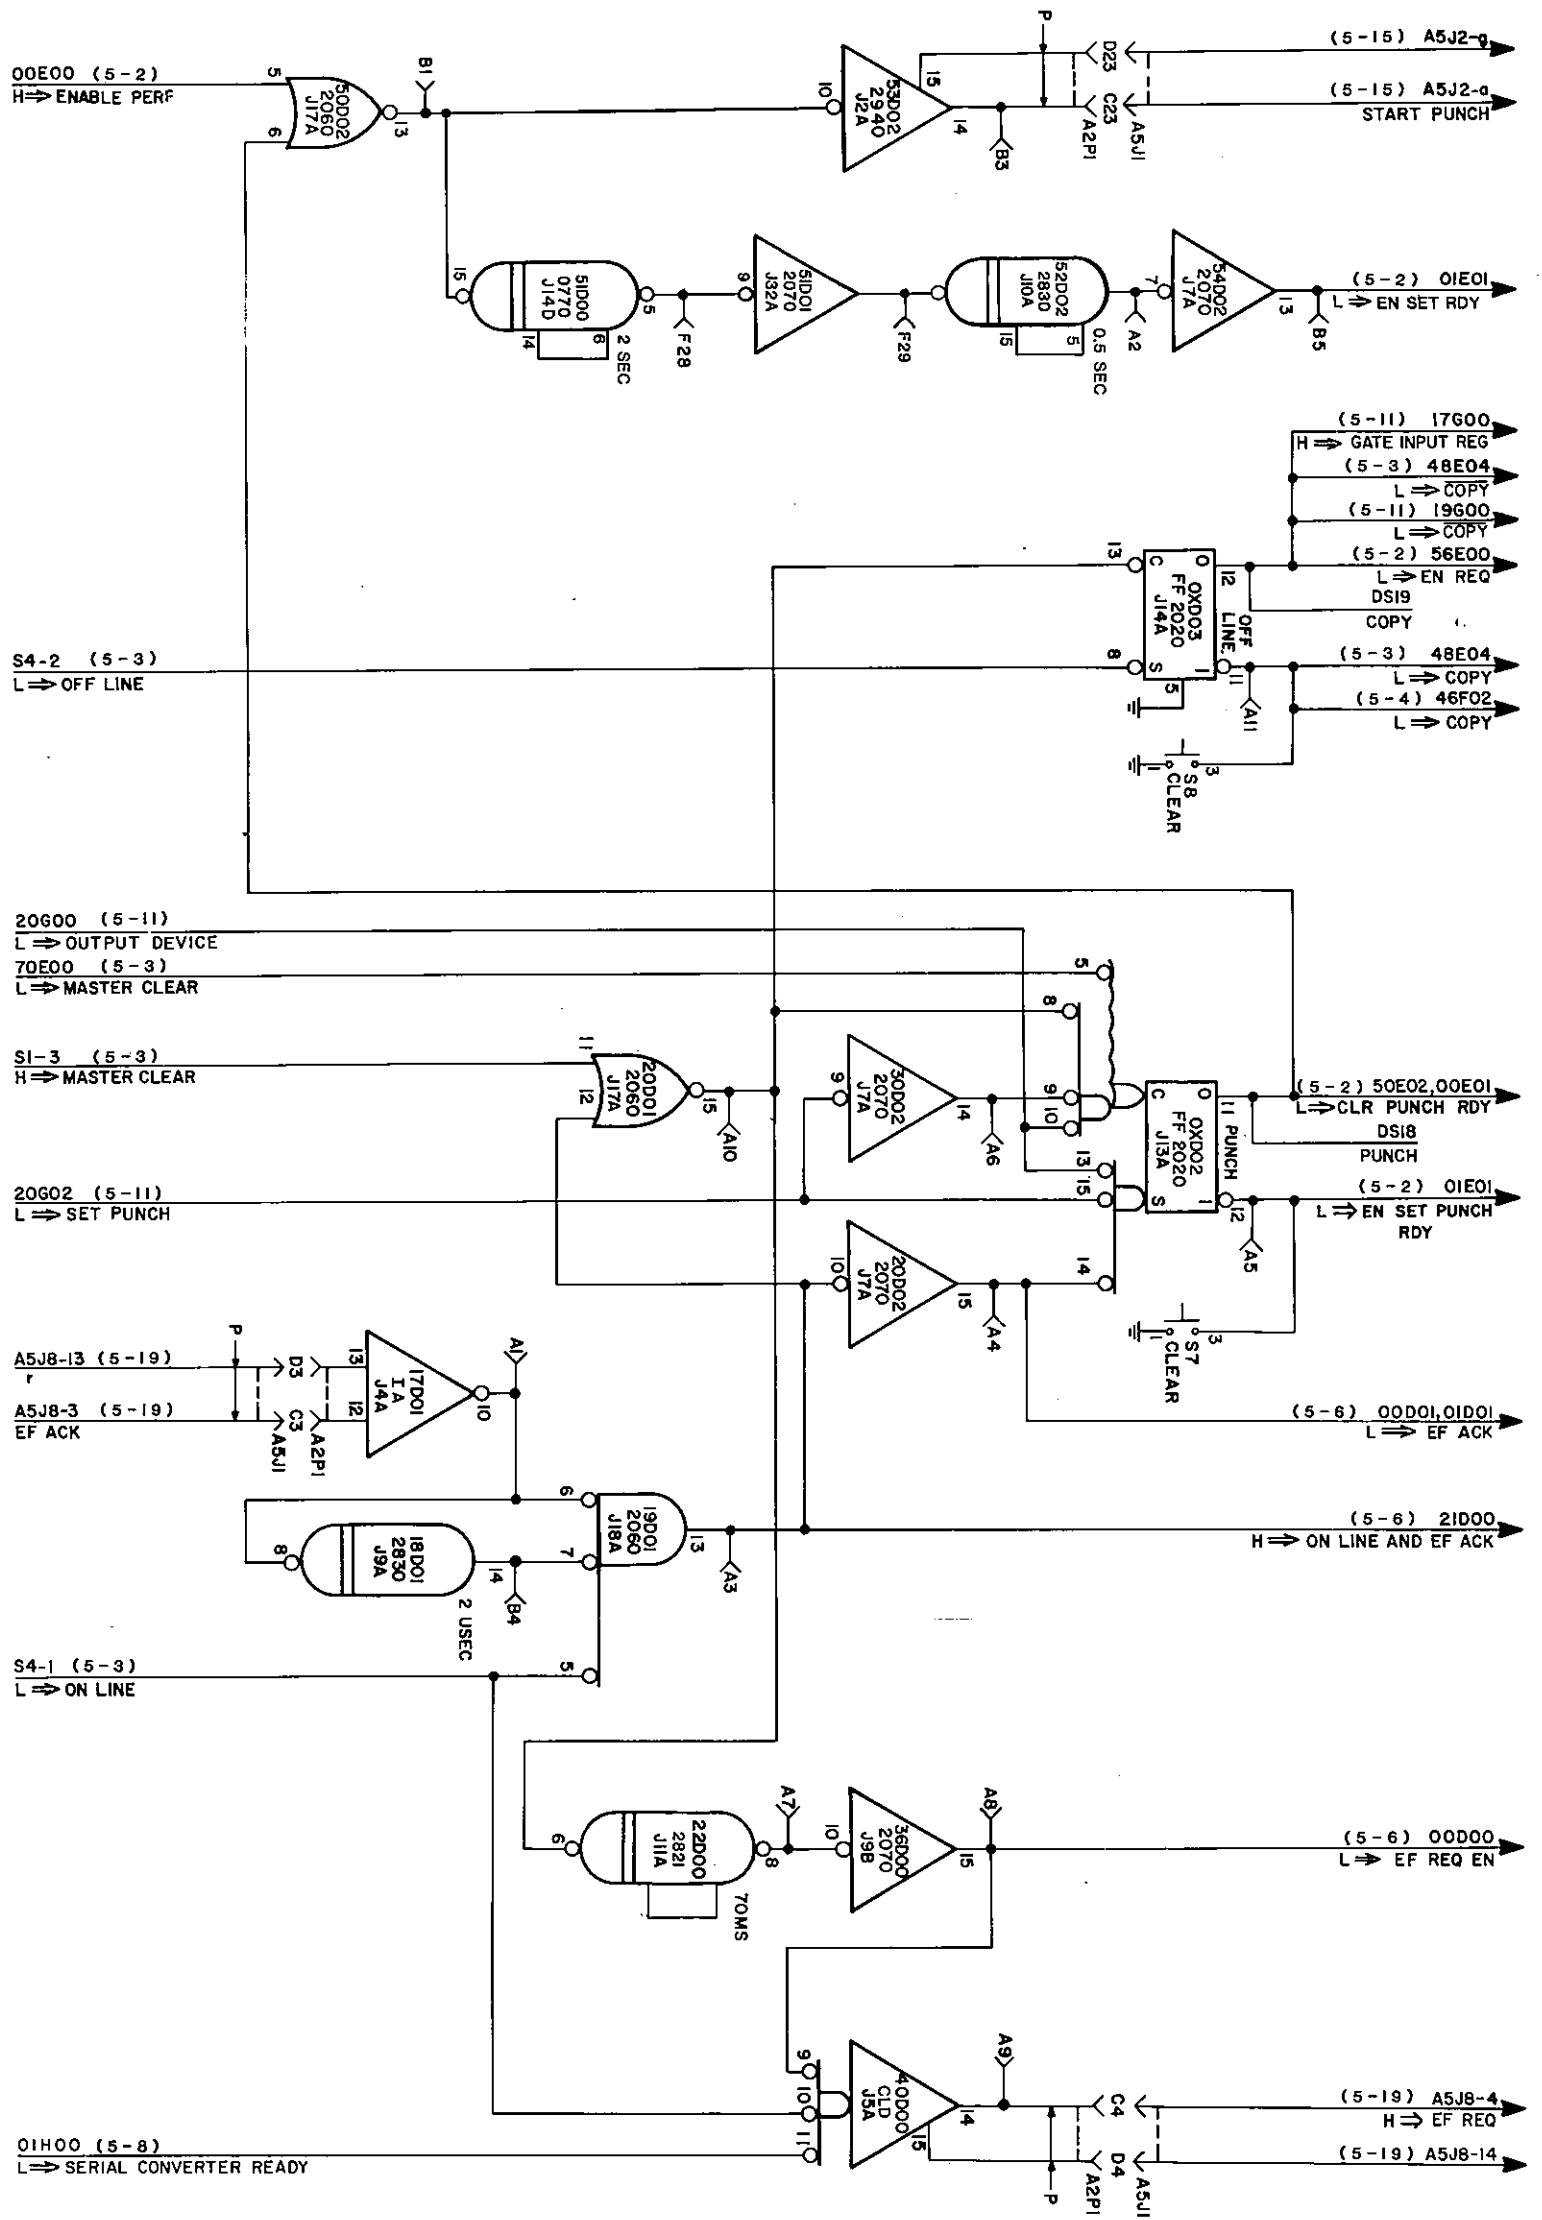 00E00 (5-2)
H⇒ ENABLE PERF
5
6
50D02
2060
J17A
13
B1
10
53D02
2940
J2A
15
14
B3
P
D23
C23
A2P1
A5J1
(5-15) A5J2-g
(5-15) A5J2-a
START PUNCH
15
51D00
0770
J14D
14
6
5
2 SEC
F28
9
51D01
2070
J32A
F29
52D02
2830
J10A
15
5
0.5 SEC
A2
7
54D02
2070
J7A
13
B5
(5-2) 01E01
L⇒ EN SET RDY
(5-11) 17G00
H⇒ GATE INPUT REG
(5-3) 48E04
L⇒ COPY
(5-11) 19G00
L⇒ COPY
(5-2) 56E00
L⇒ EN REQ
DS19
COPY
13
C
O
12
OXD03
FF 2020
J14A
OFF
LINE
8
S
1
11
5
A11
(5-3) 48E04
L⇒ COPY
(5-4) 46F02
L⇒ COPY
1
3
S8
CLEAR
S4-2 (5-3)
L⇒ OFF LINE
20G00 (5-11)
L⇒ OUTPUT DEVICE
70E00 (5-3)
L⇒ MASTER CLEAR
S1-3 (5-3)
H⇒ MASTER CLEAR
11
12
20D01
2060
J17A
15
A10
5
8
9
10
9
30D02
2070
J7A
14
A6
C
O
11
OXD02
FF 2020
J13A
PUNCH
S
1
12
13
15
14
A5
(5-2) 50E02,00E01
L⇒ CLR PUNCH RDY
DS18
PUNCH
(5-2) 01E01
L⇒ EN SET PUNCH
RDY
20G02 (5-11)
L⇒ SET PUNCH
10
20D02
2070
J7A
15
A4
1
3
S7
CLEAR
A5J8-13 (5-19)
r
A5J8-3 (5-19)
EF ACK
P
D3
C3
A5J1
A2P1
13
12
17D01
IA
J4A
10
A1
(5-6) 00D01,01D01
L⇒ EF ACK
8
18D01
2830
J9A
14
2 USEC
B4
6
7
5
19D01
2060
J18A
13
A3
(5-6) 21D00
H⇒ ON LINE AND EF ACK
S4-1 (5-3)
L⇒ ON LINE
6
22D00
2821
J11A
8
70MS
A7
10
36D00
2070
J9B
15
A8
(5-6) 00D00
L⇒ EF REQ EN
9
10
11
40D00
CLD
J5A
14
15
A9
P
C4
D4
A2P1
A5J1
(5-19) A5J8-4
H⇒ EF REQ
(5-19) A5J8-14
01H00 (5-8)
L⇒ SERIAL CONVERTER READY